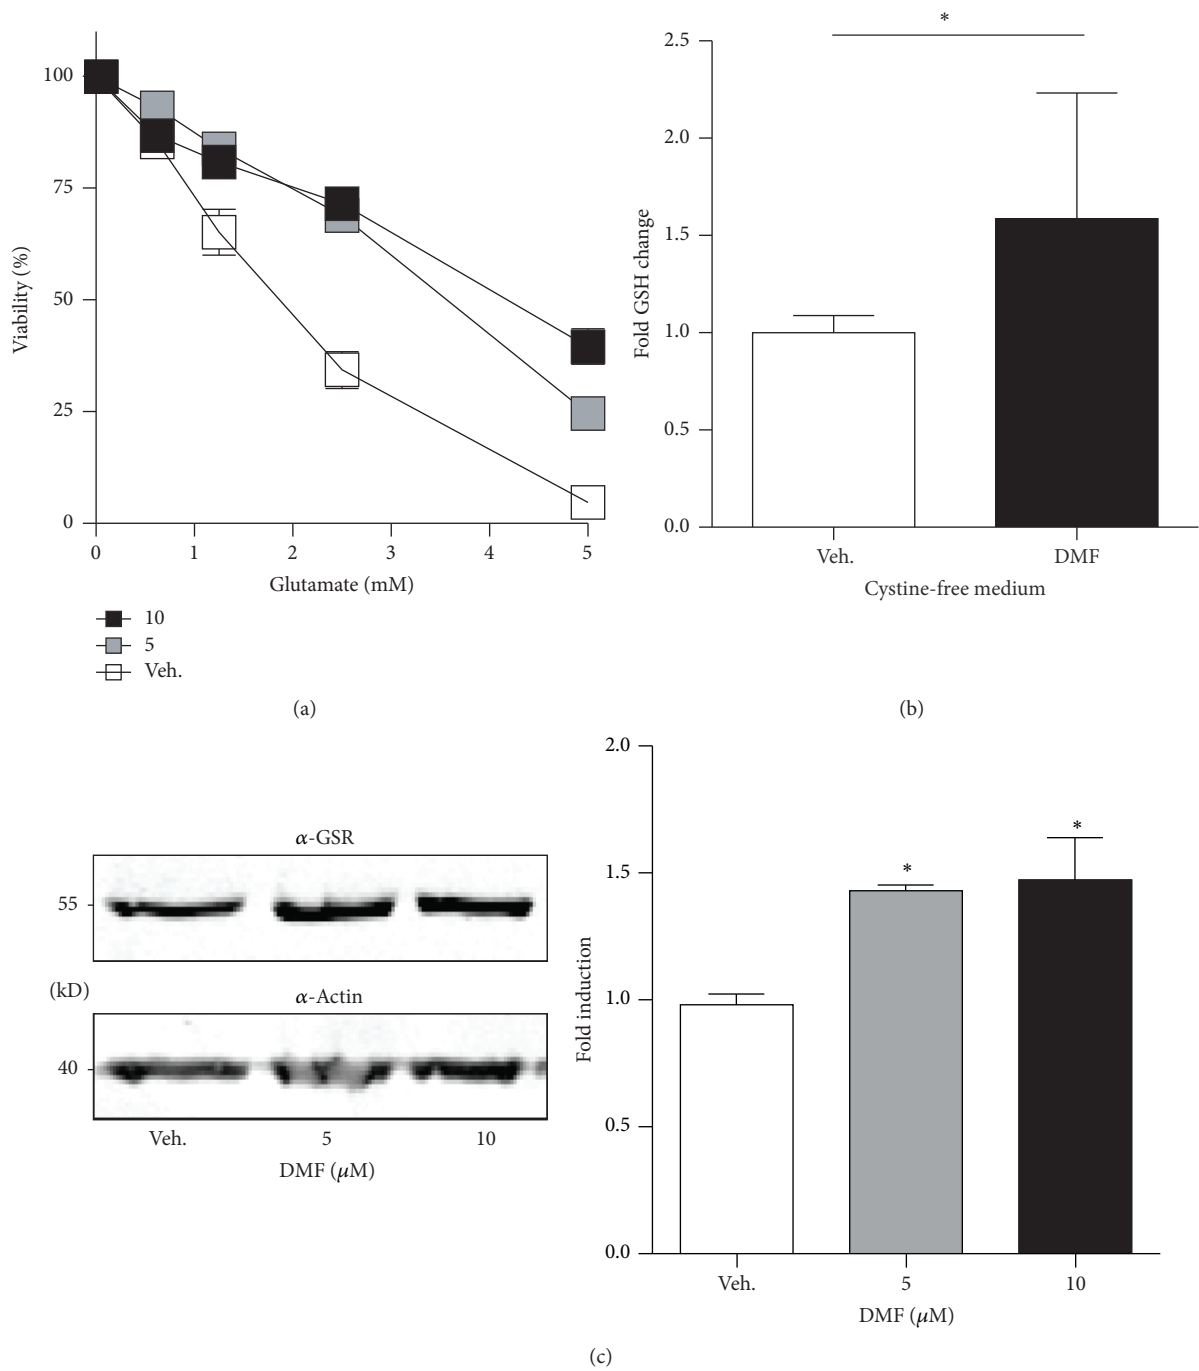 100
75
50
25
0
Viability (%)
0 1 2 3 4 5
Glutamate (mM)
10
5
Veh.
(a)
*
2.5
2.0
1.5
1.0
0.5
0.0
Fold GSH change
Veh. DMF
Cystine-free medium
(b)
α-GSR
55
(kD)
α-Actin
40
Veh. 5 10
DMF (μM)
2.0
1.5
1.0
0.5
0.0
Fold induction
*
*
Veh. 5 10
DMF (μM)
(c)